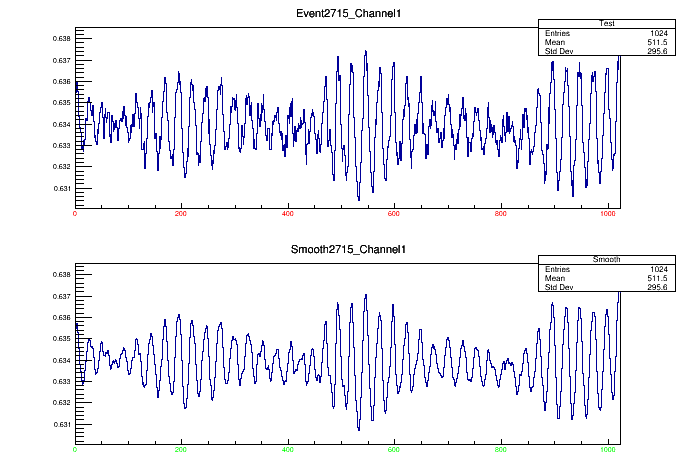 Event2715_Channel1
Test
Entries 1024
Mean 511.5
Std Dev 295.6
0.638
0.637
0.636
0.635
0.634
0.633
0.632
0.631
0 200 400 600 800 1000
Smooth2715_Channel1
Smooth
Entries 1024
Mean 511.5
Std Dev 295.6
0.638
0.637
0.636
0.635
0.634
0.633
0.632
0.631
0 200 400 600 800 1000